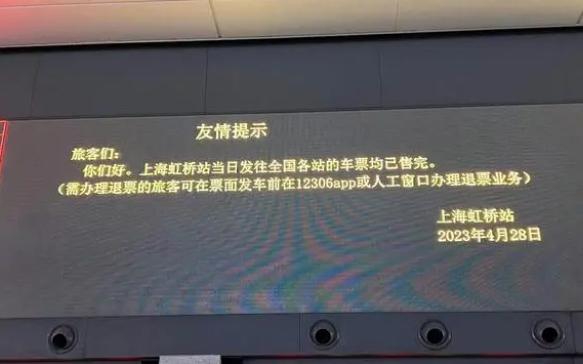 友情提示
旅客们：
你们好。上海虹桥站当日发往全国各站的车票均已售完。
（需办理退票的旅客可在票面发车前在12306app或人工窗口办理退票业务）
上海虹桥站
2023年4月28日